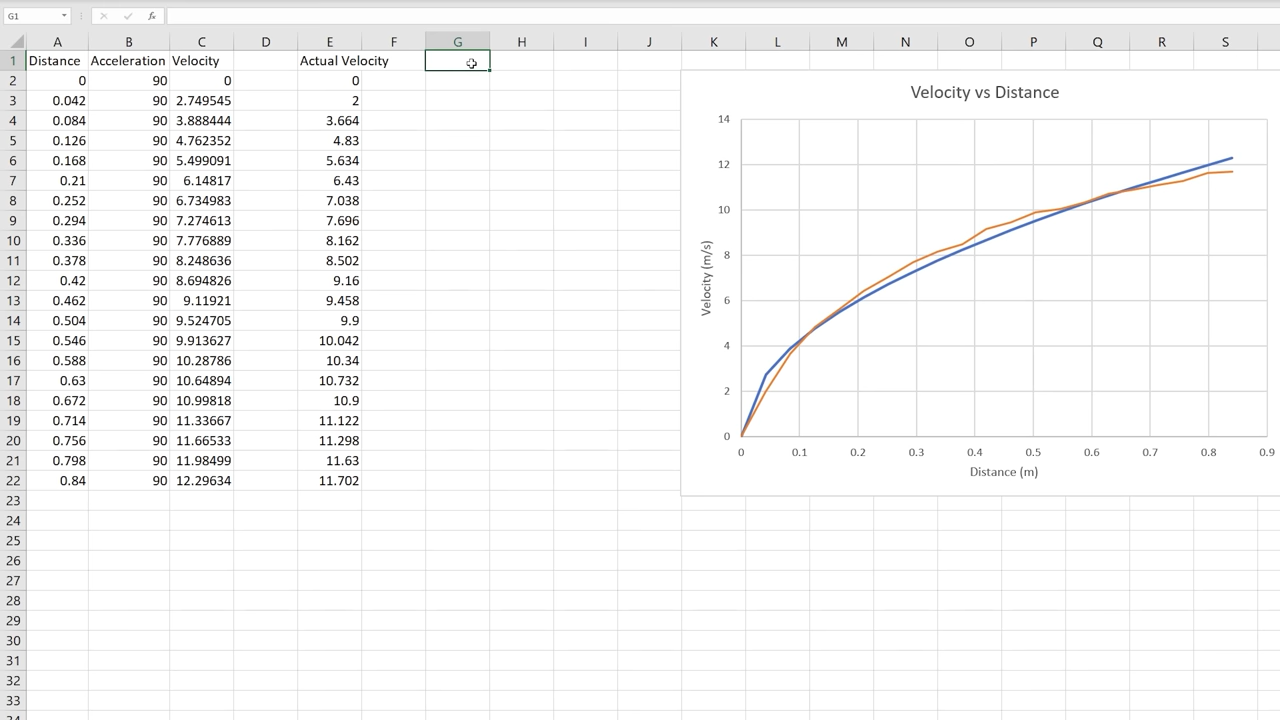 G1
fx
A B C D E F G H I J K L M N O P Q R S
1 Distance Acceleration Velocity Actual Velocity
2 0 90 0 0
3 0.042 90 2.749545 2
4 0.084 90 3.888444 3.664
5 0.126 90 4.762352 4.83
6 0.168 90 5.499091 5.634
7 0.21 90 6.14817 6.43
8 0.252 90 6.734983 7.038
9 0.294 90 7.274613 7.696
10 0.336 90 7.776889 8.162
11 0.378 90 8.248636 8.502
12 0.42 90 8.694826 9.16
13 0.462 90 9.11921 9.458
14 0.504 90 9.524705 9.9
15 0.546 90 9.913627 10.042
16 0.588 90 10.28786 10.34
17 0.63 90 10.64894 10.732
18 0.672 90 10.99818 10.9
19 0.714 90 11.33667 11.122
20 0.756 90 11.66533 11.298
21 0.798 90 11.98499 11.63
22 0.84 90 12.29634 11.702
23
24
25
26
27
28
29
30
31
32
33
34
Velocity vs Distance
14
12
10
8
6
4
2
0
Velocity (m/s)
0 0.1 0.2 0.3 0.4 0.5 0.6 0.7 0.8 0.9
Distance (m)